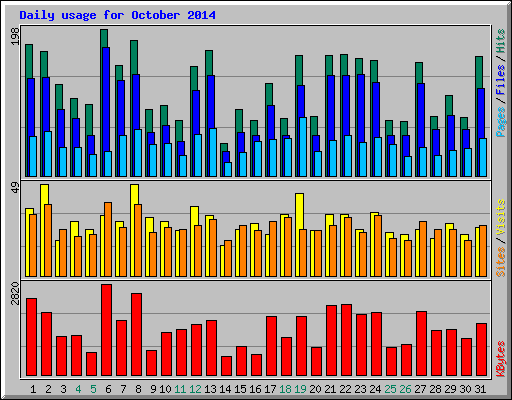 Daily usage for October 2014
198
Pages / Files / Hits
49
Sites / Visits
2820
KBytes
1 2 3 4 5 6 7 8 9 10 11 12 13 14 15 16 17 18 19 20 21 22 23 24 25 26 27 28 29 30 31